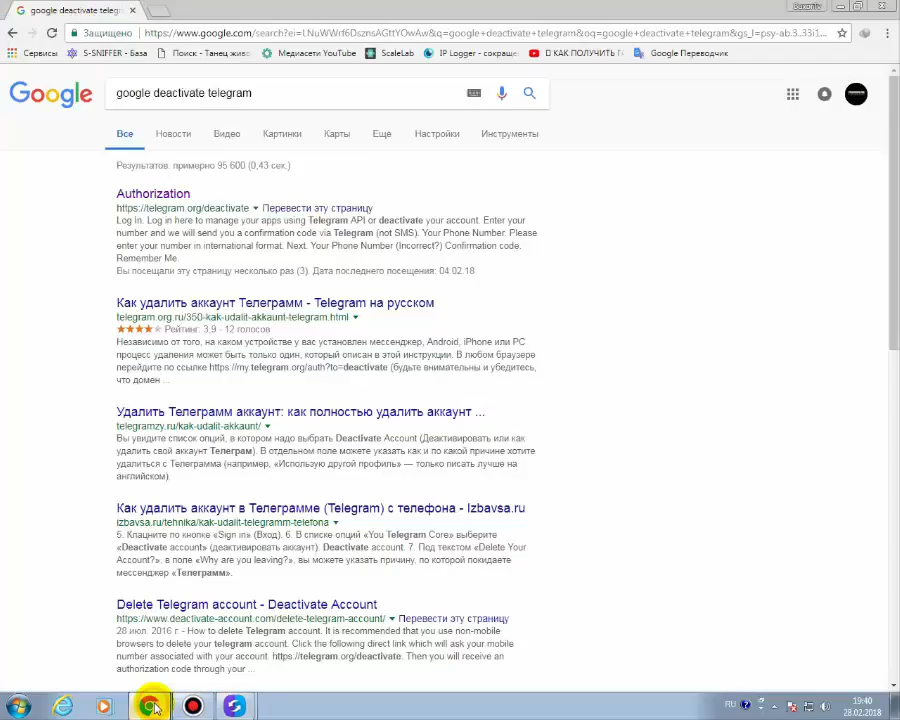 google deactivate telegr
Защищено
https://www.google.com/search?
Сервисы
S-SNIFFER - База
Поиск - Танец живо
Медиасети YouTube
ScaleLab
IP Logger - сокраще
КАК ПОЛУЧИТЬ
Google Переводчик
Google
google deactivate telegram
Все Новости Видео Картинки Карты Ещё Настройки Инструменты
Результатов: примерно 95 600 (0,43 сек.)
Authorization
https://telegram.org/deactivate Перевести эту страницу
Log In. Log in here to manage your apps using Telegram API or deactivate your account. Enter your
number and we will send you a confirmation code via Telegram (not SMS). Your Phone Number. Please
enter your number in international format. Next. Your Phone Number (Incorrect?) Confirmation code.
Remember Me.
Вы посещали эту страницу несколько раз (3). Дата последнего посещения: 04.02.18
Как удалить аккаунт Телеграмм - Telegram на русском
telegram.org.ru/350-kak-udalit-akkaunt-telegram.html
Рейтинг: 3,9 - 12 голосов
Независимо от того, на каком устройстве у вас установлен мессенджер, Android, iPhone или PC
процесс удаления может быть только один, который описан в этой инструкции. В любом браузере
перейдите по ссылке https://my.telegram.org/auth?to=deactivate (будьте внимательны и убедитесь,
что домен ...
Удалить Телеграмм аккаунт: как полностью удалить аккаунт ...
telegramzy.ru/kak-udalit-akkaunt/
Вы увидите список опций, в котором надо выбрать Deactivate Account (Деактивировать или как
удалить свой аккаунт Телеграм). В отдельном поле можете указать как и по какой причине хотите
удалиться с Телеграмма (например, «Использую другой профиль» — только писать лучше на
английском).
Как удалить аккаунт в Телеграмме (Telegram) с телефона - Izbavsa.ru
izbavsa.ru/tehnika/kak-udalit-telegramm-telefona
5. Клацните по кнопке «Sign in» (Вход). 6. В списке опций «You Telegram Core» выберите
«Deactivate account» (деактивировать аккаунт). Deactivate account. 7. Под текстом «Delete Your
Account?», в поле «Why are you leaving?», вы можете указать причину, по которой покидаете
мессенджер «Телеграмм».
Delete Telegram account - Deactivate Account
https://www.deactivate-account.com/delete-telegram-account/ Перевести эту страницу
28 июл. 2016 г. - How to delete Telegram account. It is recommended that you use non-mobile
browsers to delete your telegram account. Click the following direct link which will ask your mobile
number associated with your account. https://telegram.org/deactivate. Then you will receive an
authorization code through your ...
RU
19:40
28.02.2018